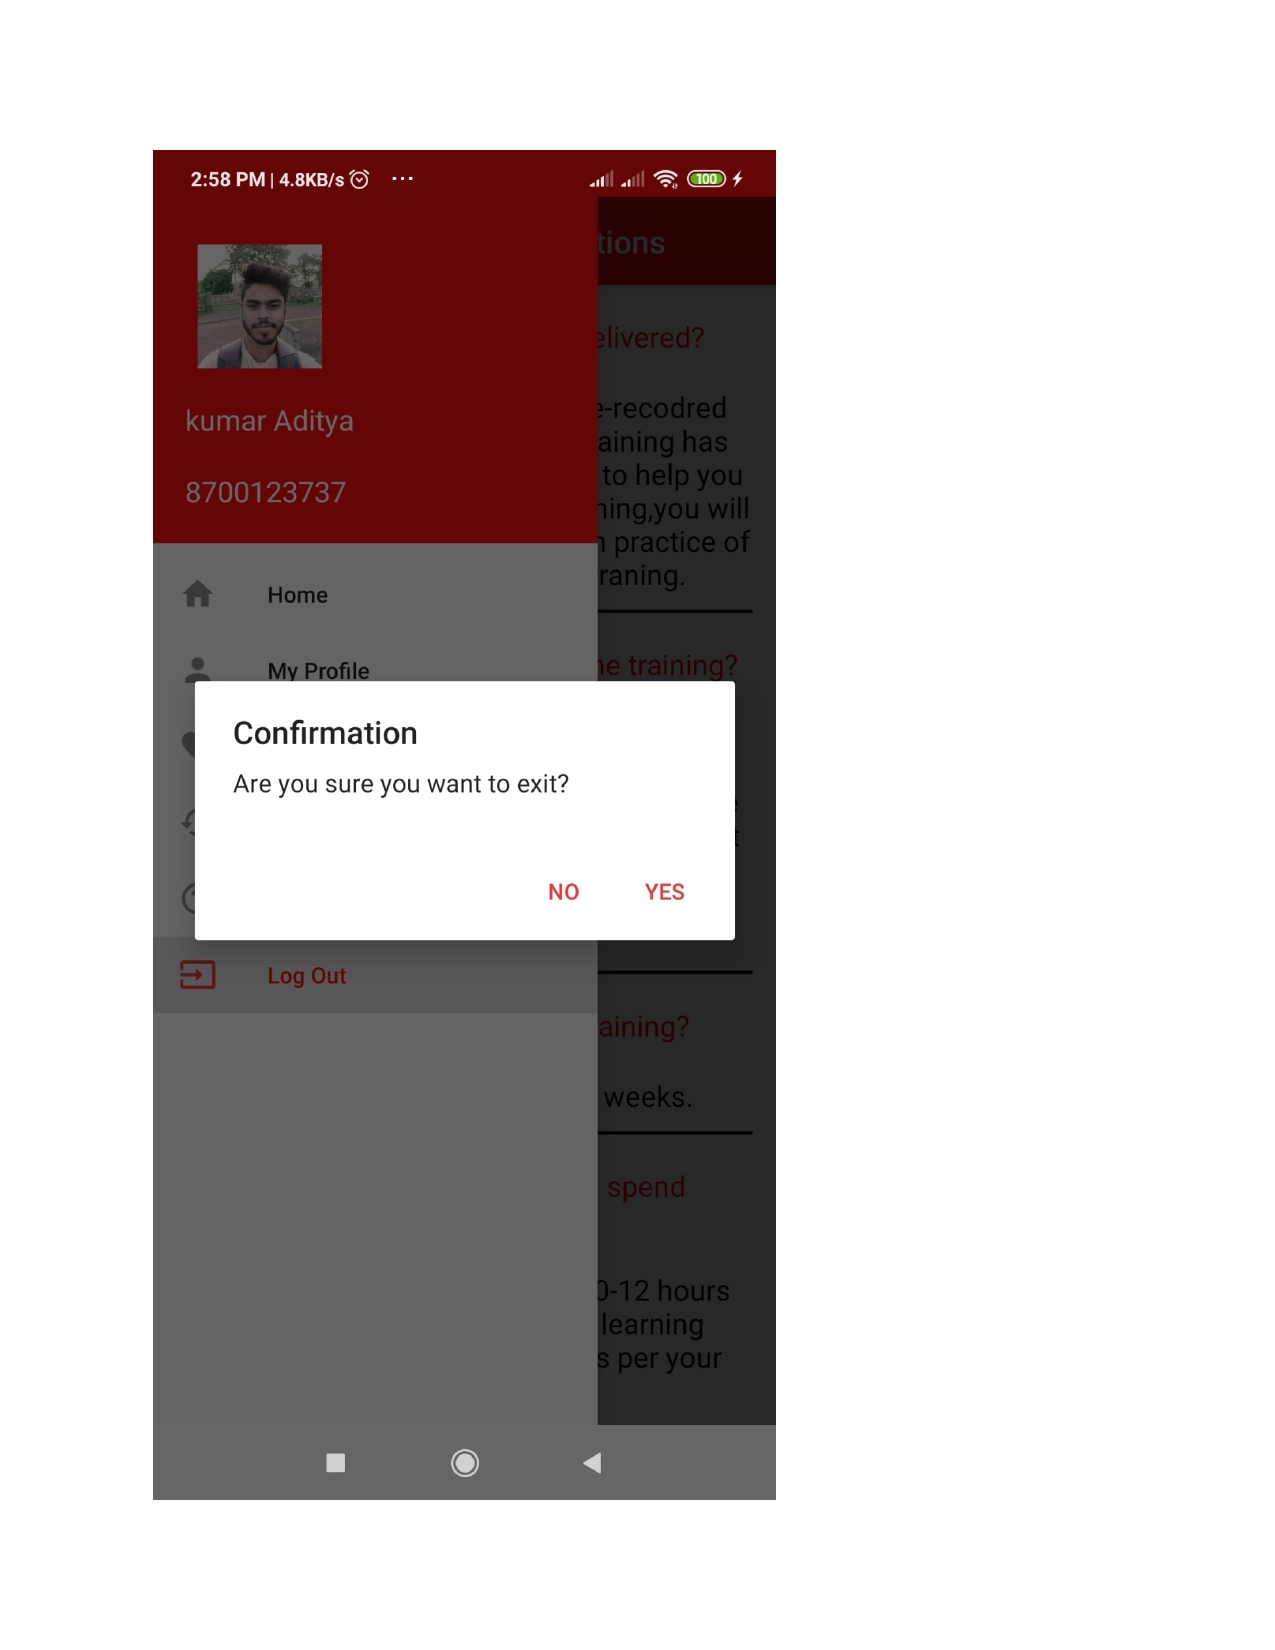 2:58 PM | 4.8KB/s ...
100
tions
kumar Aditya
8700123737
Home
My Profile
Confirmation
Are you sure you want to exit?
NO YES
Log Out
elivered?
e-recodred
aining has
to help you
ning,you will
practice of
raning.
ne training?
aining?
weeks.
spend
0-12 hours
learning
s per your